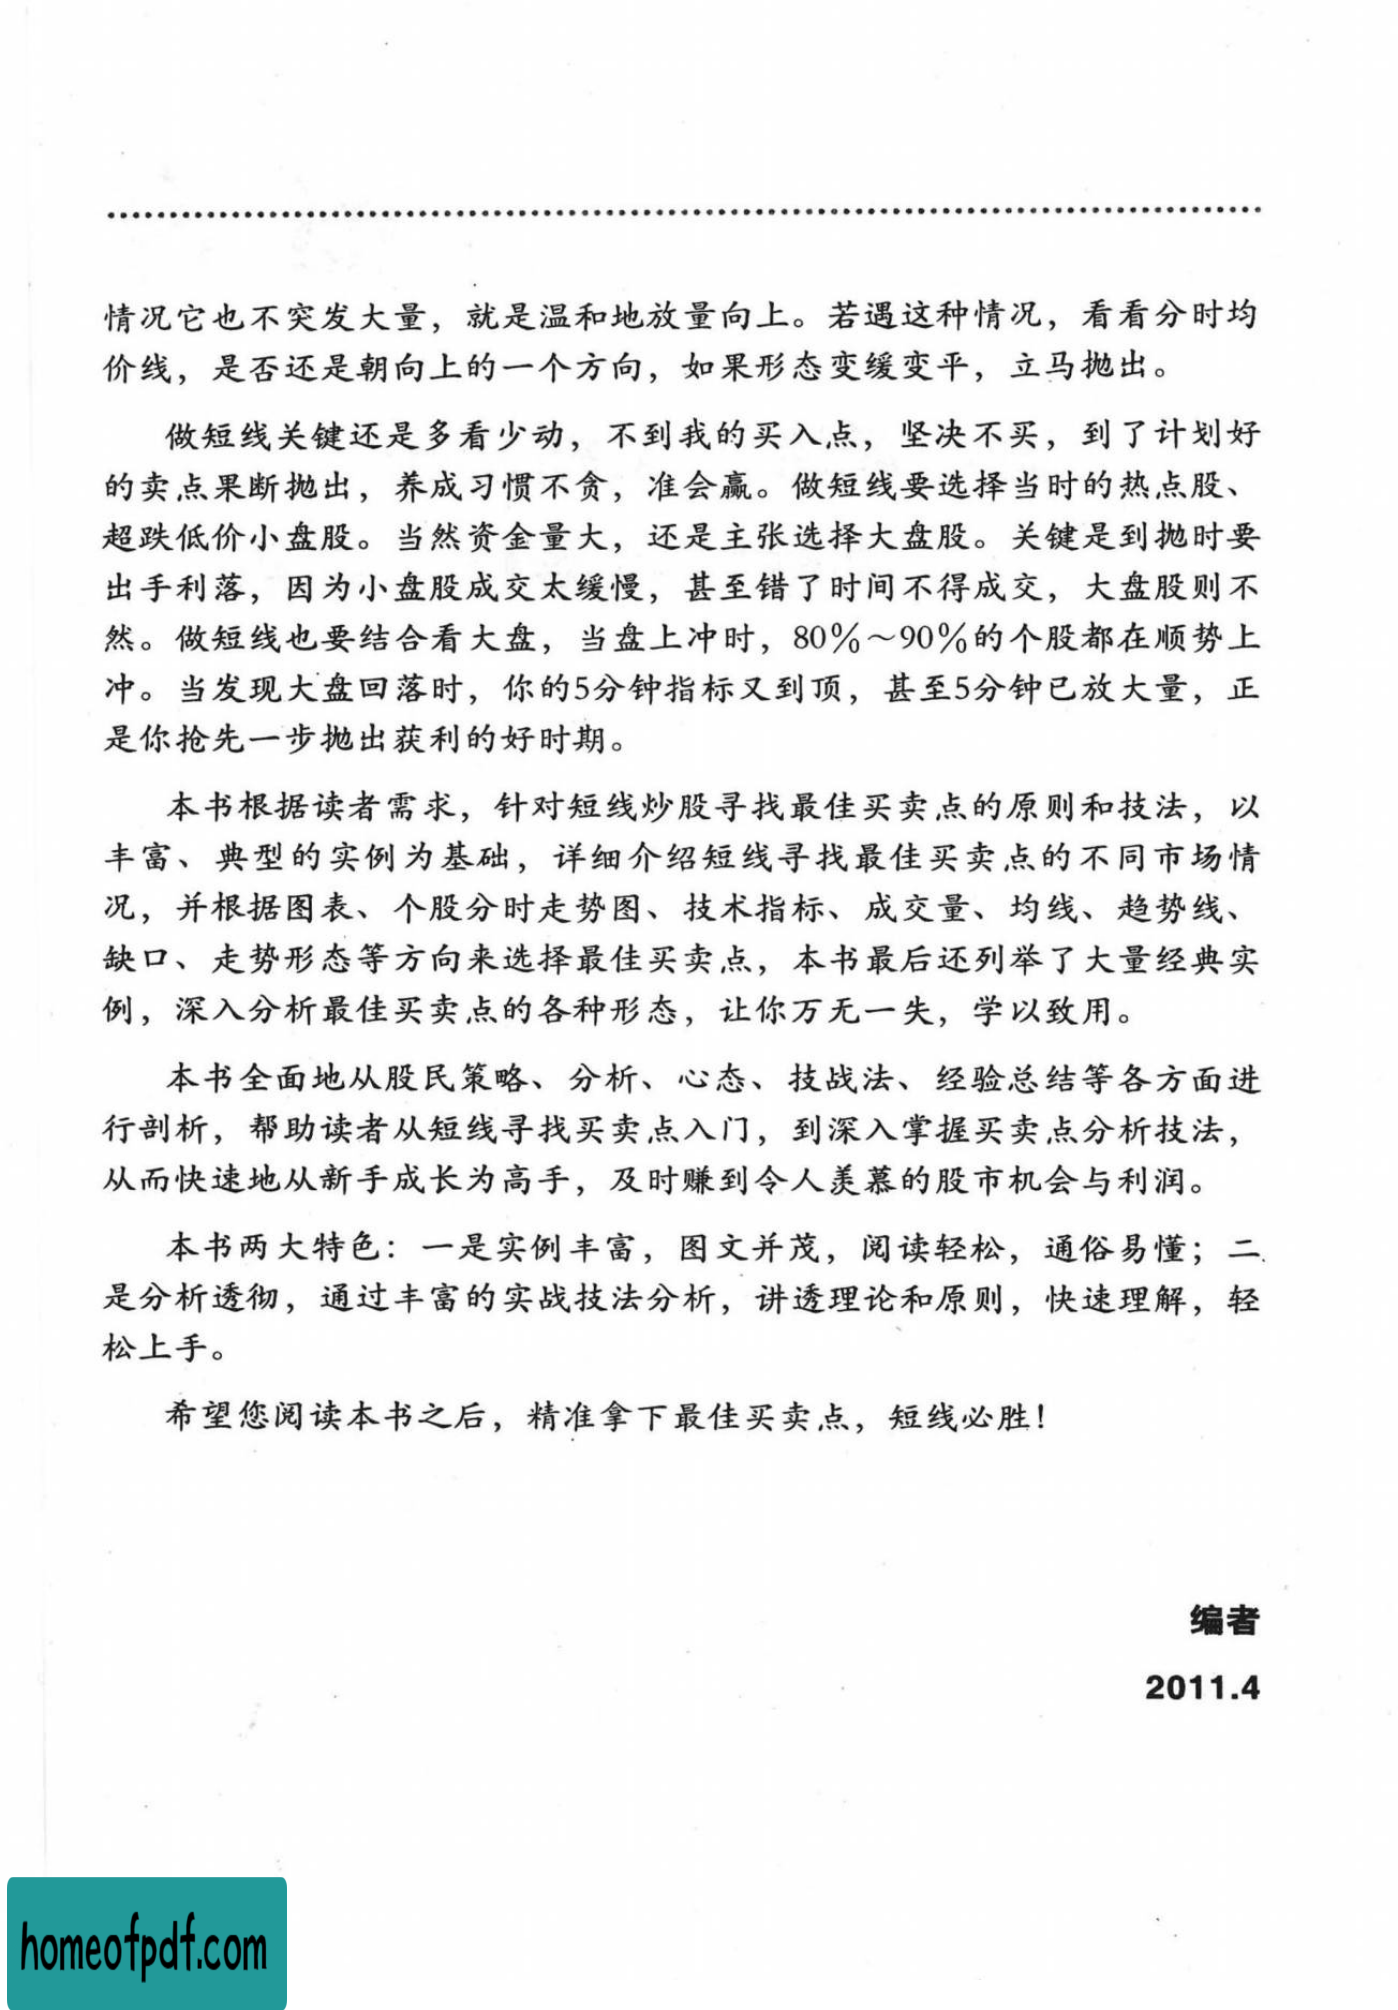 情况它也不突发大量，就是温和地放量向上。若遇这种情况，看看分时均
价线，是否还是朝向上的一个方向，如果形态变缓变平，立马抛出。
做短线关键还是多看少动，不到我的买入点，坚决不买，到了计划好
的卖点果断抛出，养成习惯不贪，准会赢。做短线要选择当时的热点股、
超跌低价小盘股。当然资金量大，还是主张选择大盘股。关键是到抛时要
出手利落，因为小盘股成交太缓慢，甚至错了时间不得成交，大盘股则不
然。做短线也要结合看大盘，当盘上冲时，80%～90%的个股都在顺势上
冲。当发现大盘回落时，你的5分钟指标又到顶，甚至5分钟已放大量，正
是你抢先一步抛出获利的好时期。
本书根据读者需求，针对短线炒股寻找最佳买卖点的原则和技法，以
丰富、典型的实例为基础，详细介绍短线寻找最佳买卖点的不同市场情
况，并根据图表、个股分时走势图、技术指标、成交量、均线、趋势线、
缺口、走势形态等方向来选择最佳买卖点，本书最后还列举了大量经典实
例，深入分析最佳买卖点的各种形态，让你万无一失，学以致用。
本书全面地从股民策略、分析、心态、技战法、经验总结等各方面进
行剖析，帮助读者从短线寻找买卖点入门，到深入掌握买卖点分析技法，
从而快速地从新手成长为高手，及时赚到令人羡慕的股市机会与利润。
本书两大特色：一是实例丰富，图文并茂，阅读轻松，通俗易懂；二
是分析透彻，通过丰富的实战技法分析，讲透理论和原则，快速理解，轻
松上手。
希望您阅读本书之后，精准拿下最佳买卖点，短线必胜！
编者
2011.4
homeofpdf.com